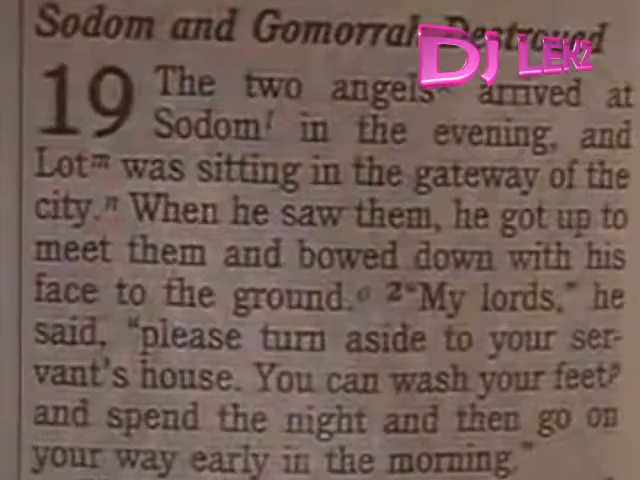 Sodom and Gomorrah Destroyed
DJ LEKZ
19 The two angels arrived at
Sodom l in the evening, and
Lot m was sitting in the gateway of the
city. n When he saw them, he got up to
meet them and bowed down with his
face to the ground. o 2 "My lords," he
said, "please turn aside to your ser-
vant's house. You can wash your feet p
and spend the night and then go on
your way early in the morning."